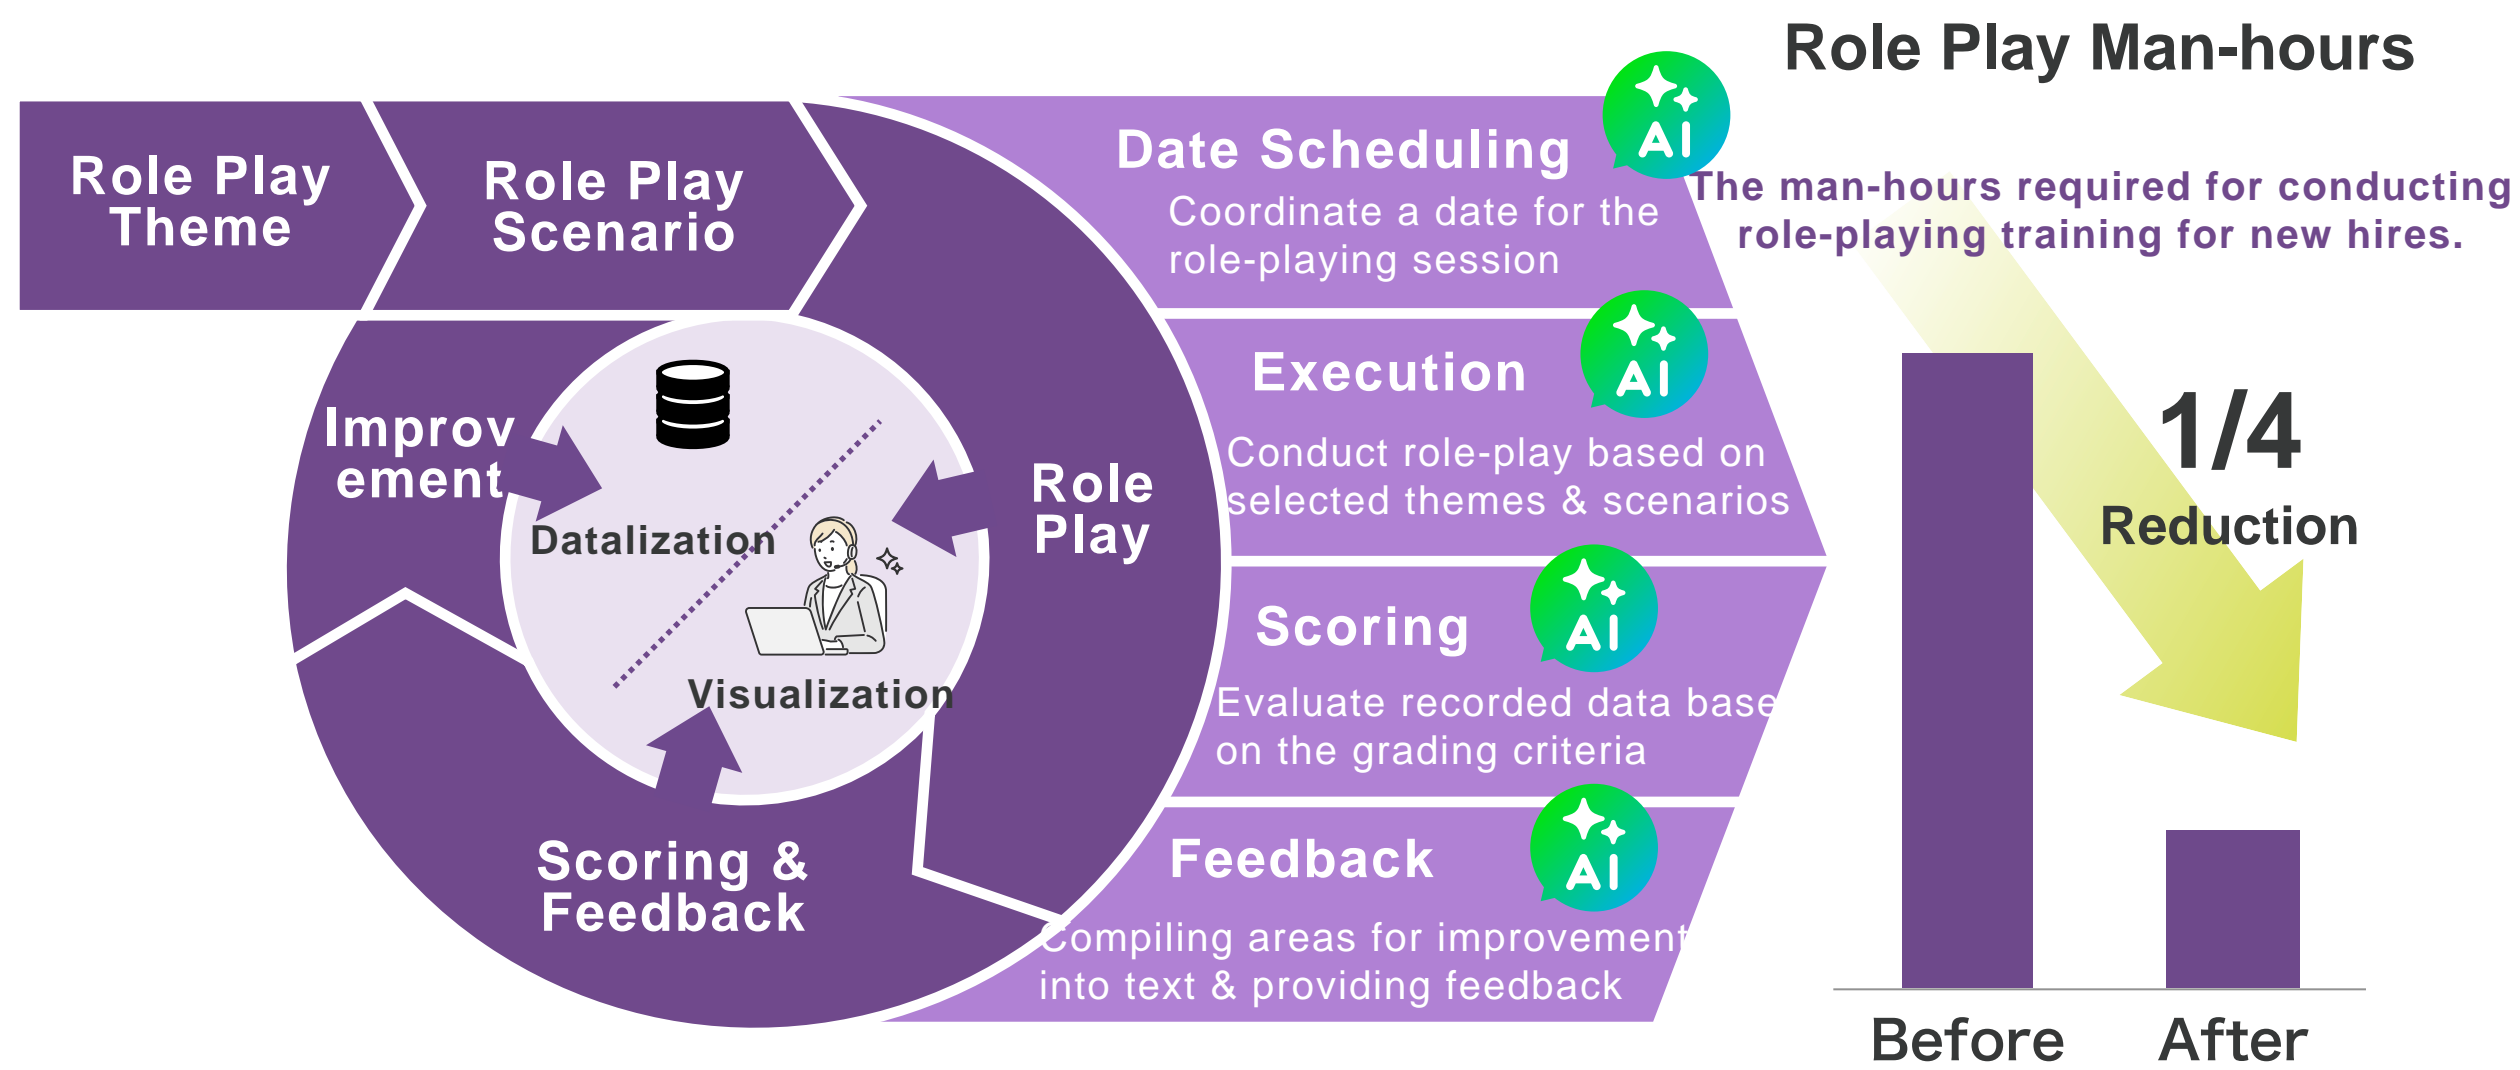 Role Play Man-hours
The man-hours required for conducting
role-playing training for new hires.
Role Play
Theme
Role Play
Scenario
Date Scheduling
AI
Coordinate a date for the
role-playing session
Execution
AI
Conduct role-play based on
selected themes & scenarios
Scoring
AI
Evaluate recorded data base
on the grading criteria
Feedback
AI
Compiling areas for improvement
into text & providing feedback
Improv
ement
Role
Play
Datalization
Visualization
Scoring &
Feedback
1/4
Reduction
Before
After